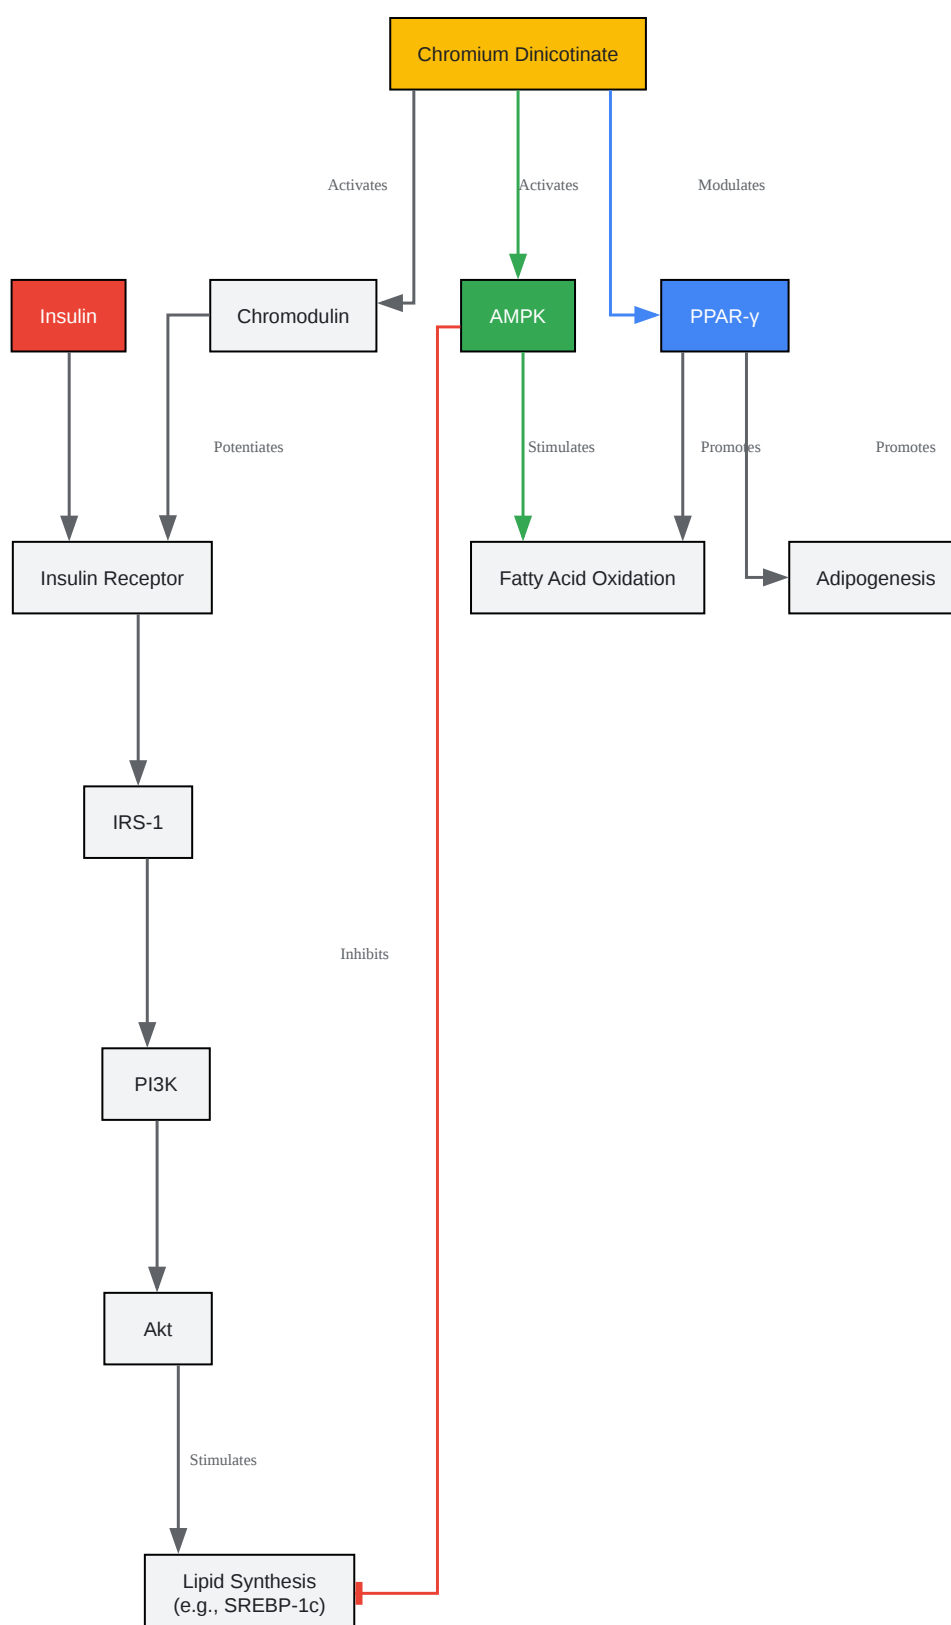 Chromium Dinicotinate
Activates
Activates
Modulates
Insulin
Chromodulin
AMPK
PPAR-γ
Potentiates
Stimulates
Promotes
Promotes
Insulin Receptor
Fatty Acid Oxidation
Adipogenesis
IRS-1
Inhibits
PI3K
Akt
Stimulates
Lipid Synthesis
(e.g., SREBP-1c)